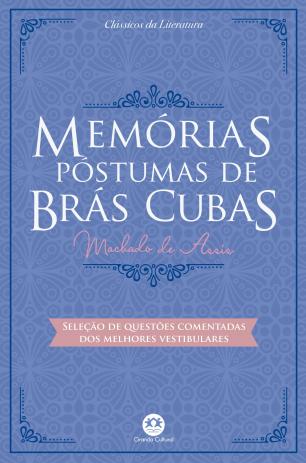 Clássicos da Literatura
MEMÓRIAS
PÓSTUMAS DE
BRÁS CUBAS
Machado de Assis
SELEÇÃO DE QUESTÕES COMENTADAS
DOS MELHORES VESTIBULARES
Ciranda Cultural